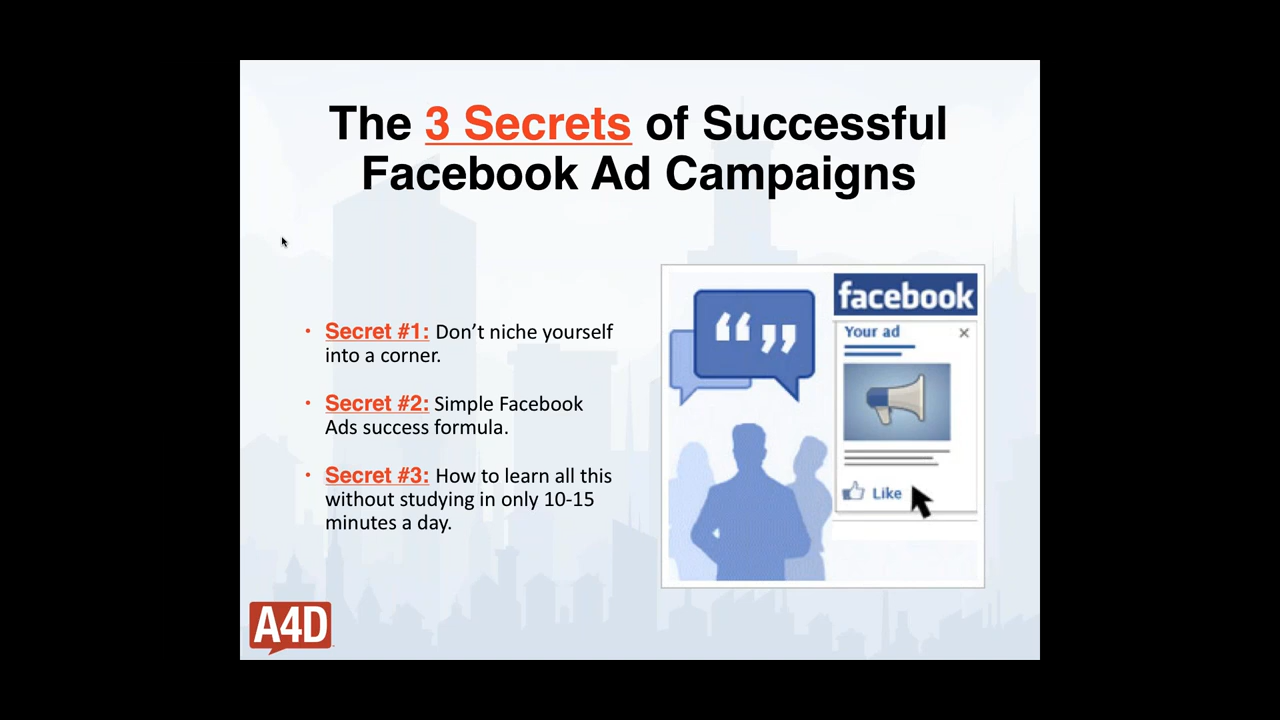 The 3 Secrets of Successful
Facebook Ad Campaigns
• Secret #1: Don’t niche yourself
into a corner.
• Secret #2: Simple Facebook
Ads success formula.
• Secret #3: How to learn all this
without studying in only 10-15
minutes a day.
“ ”
facebook
Your ad ×
Like
A4D